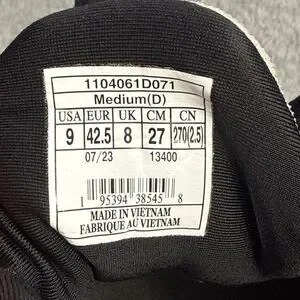 1104061D071
Medium(D)
USA EUR UK CM CN
9 42.5 8 27 270(2.5)
07/23 13400
1 95394 38545 8
MADE IN VIETNAM
FABRIQUE AU VIETNAM